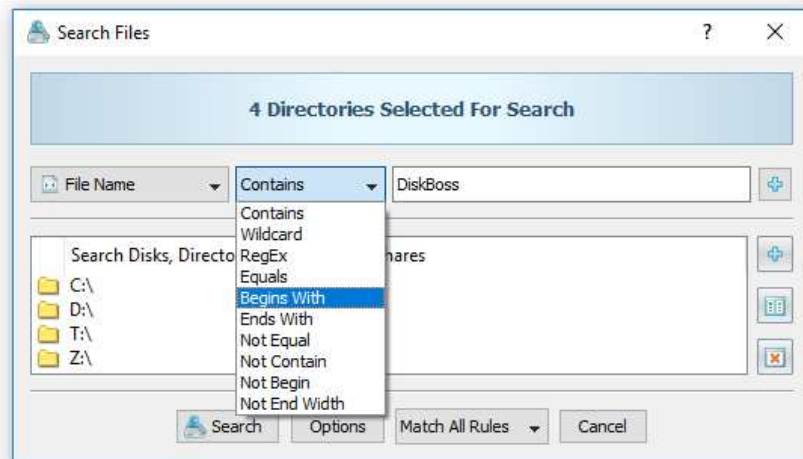 Search Files
?
4 Directories Selected For Search
File Name
Contains
DiskBoss
Contains
Wildcard
Search Disks, Directo
hares
RegEx
Equals
C:\
Begins With
D:\
Ends With
T:\
Not Equal
Z:\
Not Contain
Not Begin
Not End Width
Search
Options
Match All Rules
Cancel